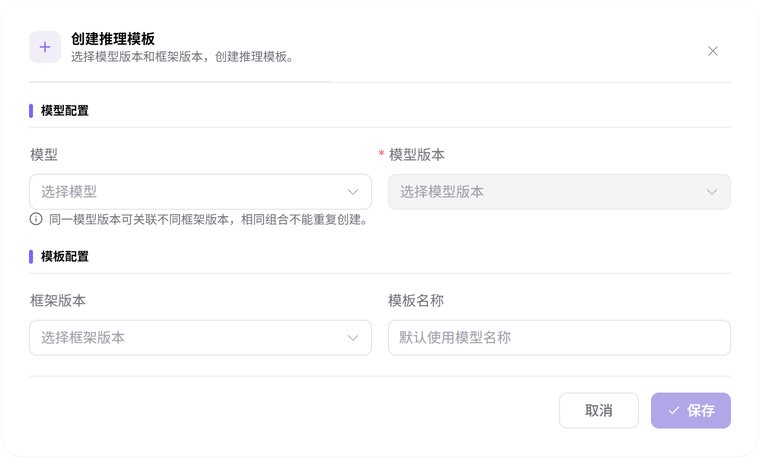 创建推理模板
选择模型版本和框架版本，创建推理模板。
模型配置
模型
* 模型版本
选择模型
选择模型版本
同一模型版本可关联不同框架版本，相同组合不能重复创建。
模板配置
框架版本
模板名称
选择框架版本
默认使用模型名称
取消
保存